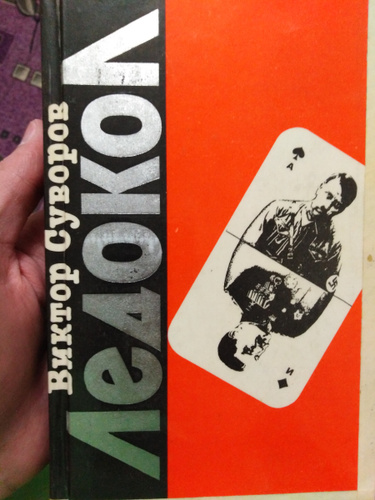 Виктор Суворов
Ледокол
А
И